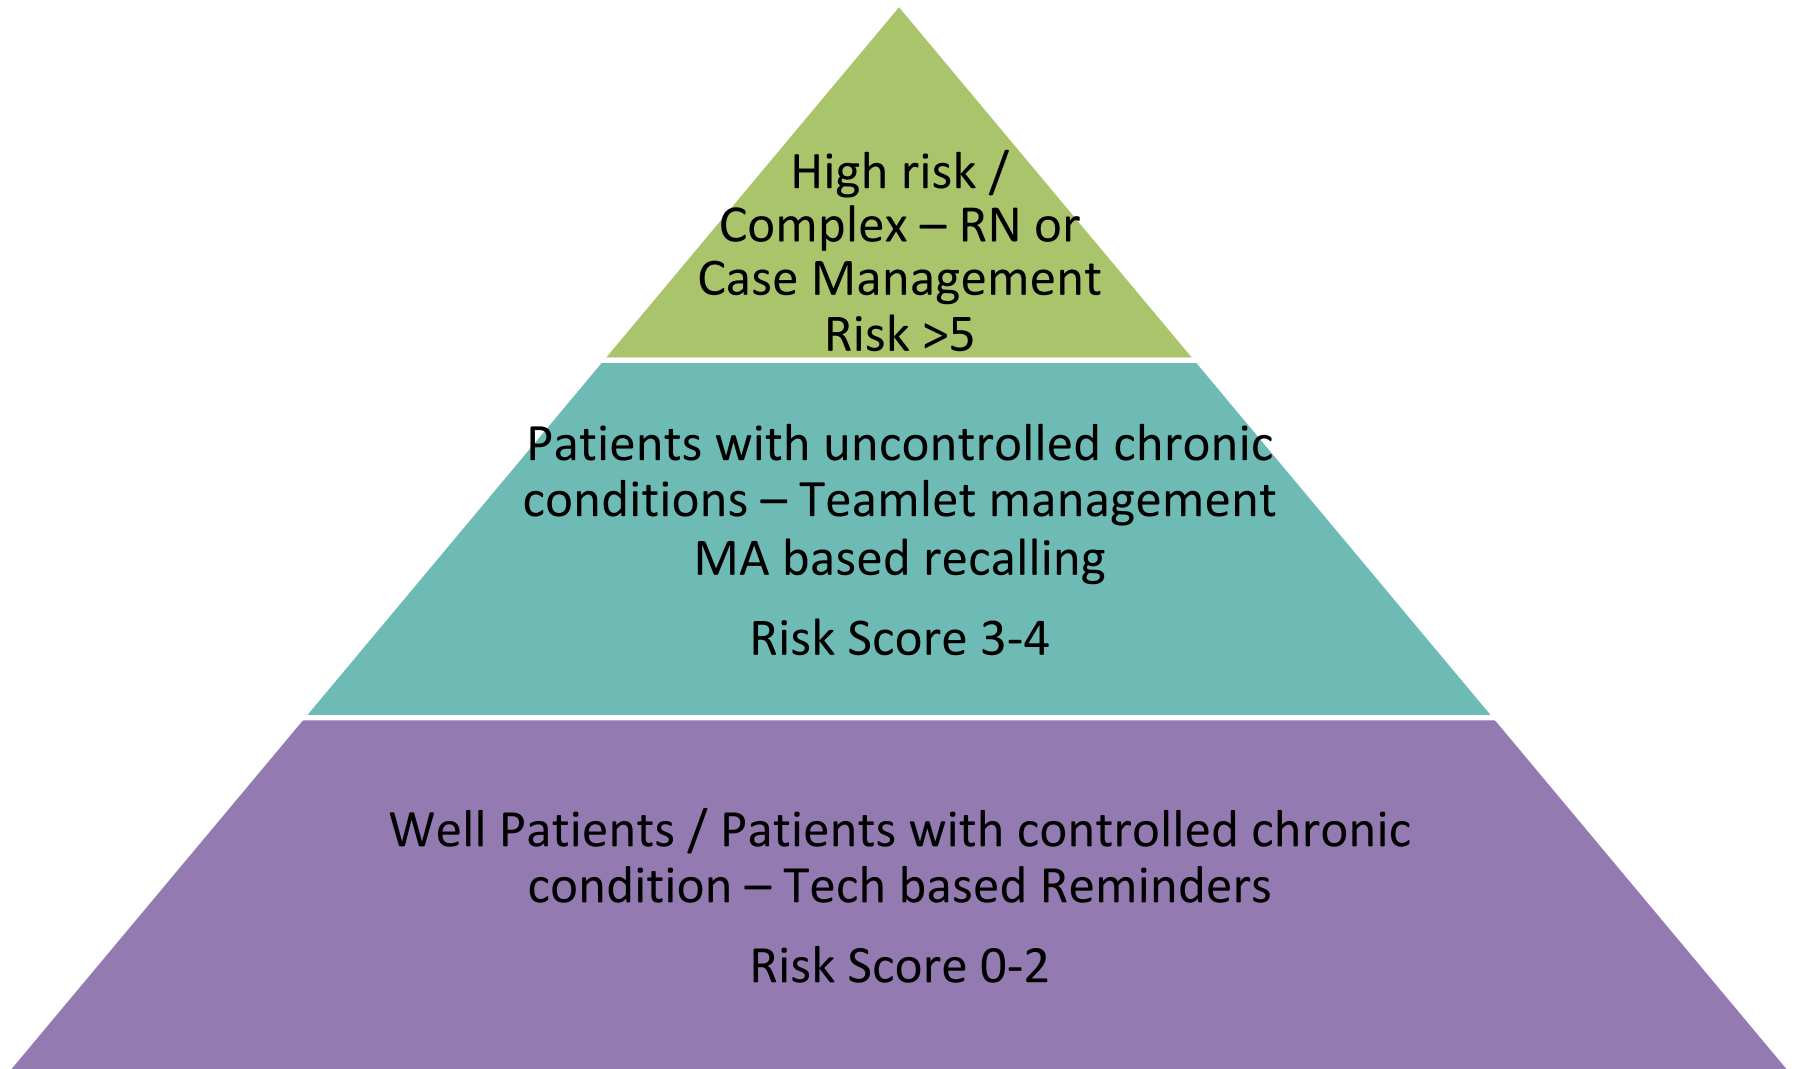 High risk /
Complex – RN or
Case Management
Risk >5
Patients with uncontrolled chronic
conditions – Teamlet management
MA based recalling
Risk Score 3-4
Well Patients / Patients with controlled chronic
condition – Tech based Reminders
Risk Score 0-2